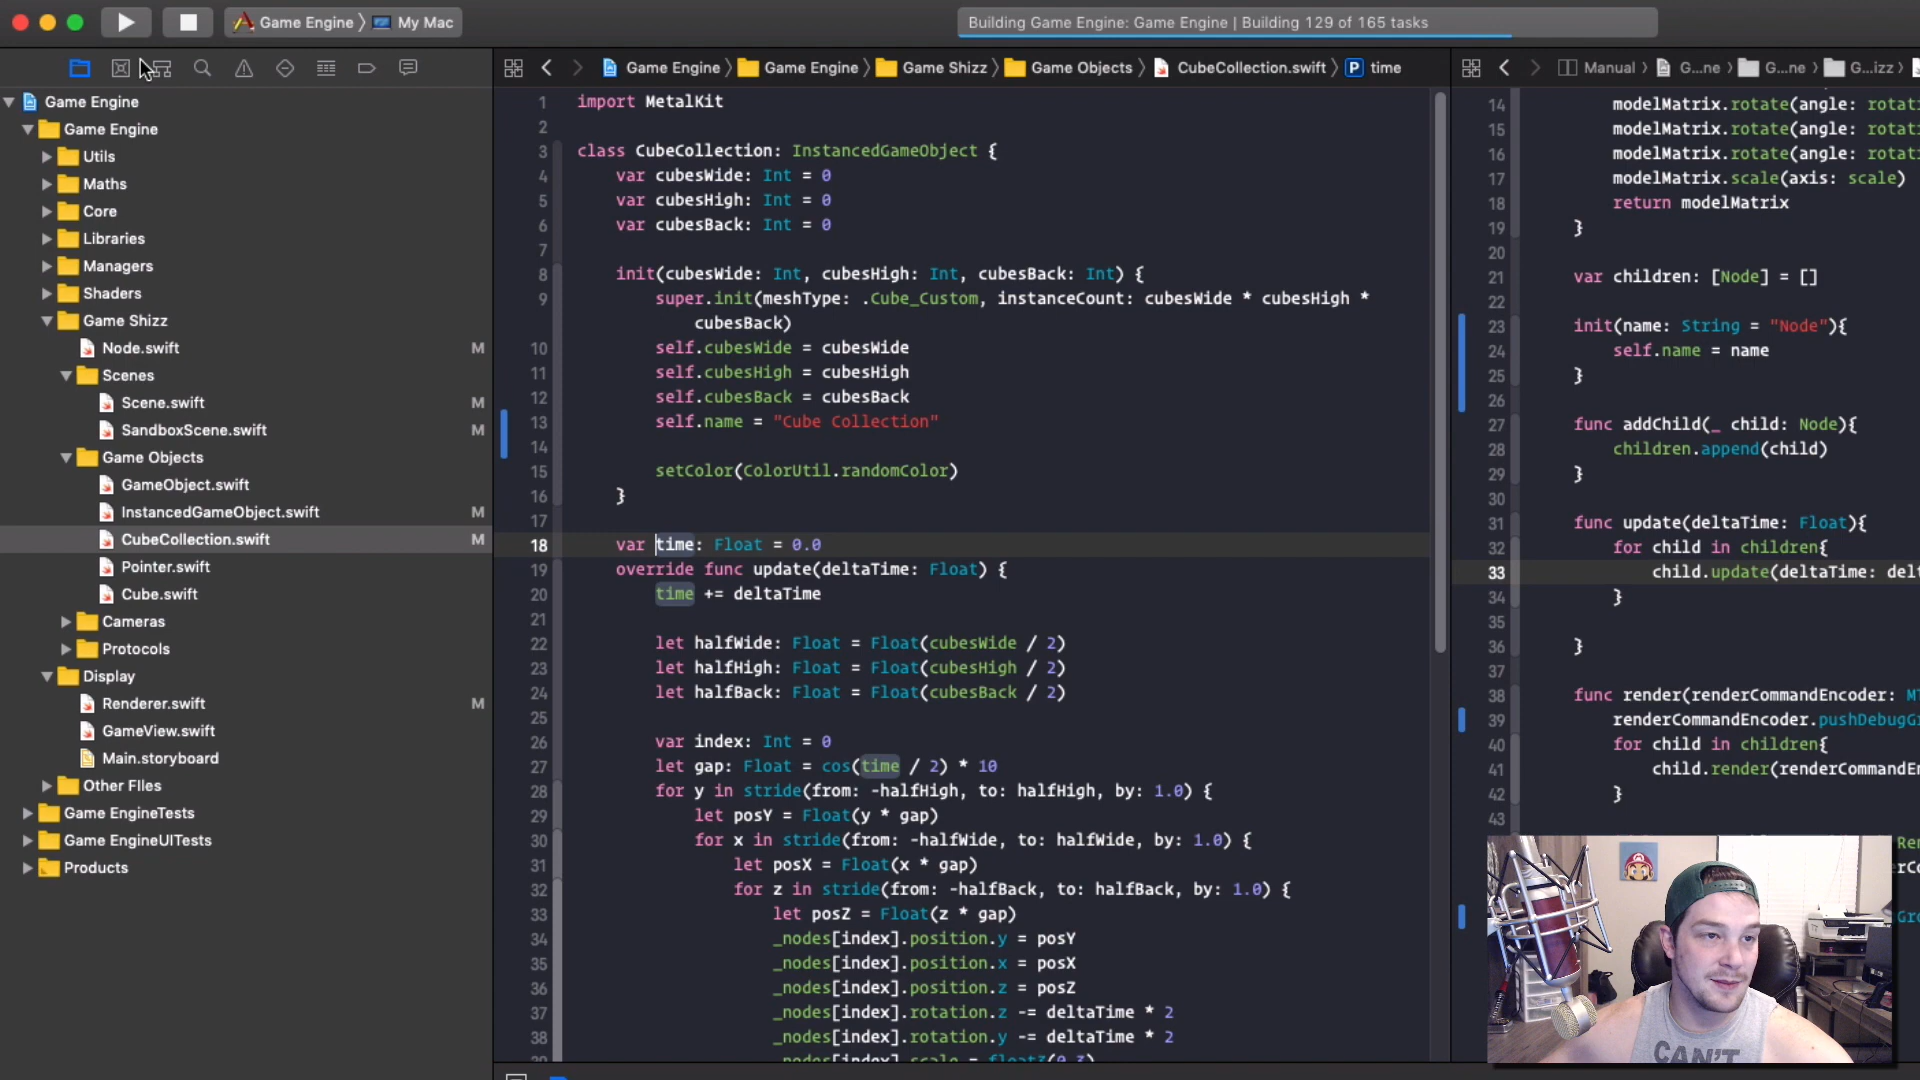 Game Engine › My Mac
Building Game Engine: Game Engine | Building 129 of 165 tasks
Game Engine › Game Engine › Game Shizz › Game Objects › CubeCollection.swift › P time
Manual › G...ne › G...ne › G...izz ›
Game Engine
Game Engine
Utils
Maths
Core
Libraries
Managers
Shaders
Game Shizz
Node.swift M
Scenes
Scene.swift M
SandboxScene.swift M
Game Objects
GameObject.swift
InstancedGameObject.swift M
CubeCollection.swift M
Pointer.swift
Cube.swift
Cameras
Protocols
Display
Renderer.swift M
GameView.swift
Main.storyboard
Other FIles
Game EngineTests
Game EngineUITests
Products
1 import MetalKit
2
3 class CubeCollection: InstancedGameObject {
4 var cubesWide: Int = 0
5 var cubesHigh: Int = 0
6 var cubesBack: Int = 0
7
8 init(cubesWide: Int, cubesHigh: Int, cubesBack: Int) {
9 super.init(meshType: .Cube_Custom, instanceCount: cubesWide * cubesHigh *
cubesBack)
10 self.cubesWide = cubesWide
11 self.cubesHigh = cubesHigh
12 self.cubesBack = cubesBack
13 self.name = "Cube Collection"
14
15 setColor(ColorUtil.randomColor)
16 }
17
18 var time: Float = 0.0
19 override func update(deltaTime: Float) {
20 time += deltaTime
21
22 let halfWide: Float = Float(cubesWide / 2)
23 let halfHigh: Float = Float(cubesHigh / 2)
24 let halfBack: Float = Float(cubesBack / 2)
25
26 var index: Int = 0
27 let gap: Float = cos(time / 2) * 10
28 for y in stride(from: -halfHigh, to: halfHigh, by: 1.0) {
29 let posY = Float(y * gap)
30 for x in stride(from: -halfWide, to: halfWide, by: 1.0) {
31 let posX = Float(x * gap)
32 for z in stride(from: -halfBack, to: halfBack, by: 1.0) {
33 let posZ = Float(z * gap)
34 _nodes[index].position.y = posY
35 _nodes[index].position.x = posX
36 _nodes[index].position.z = posZ
37 _nodes[index].rotation.z -= deltaTime * 2
38 _nodes[index].rotation.y -= deltaTime * 2
14 modelMatrix.rotate(angle: rotati
15 modelMatrix.rotate(angle: rotati
16 modelMatrix.rotate(angle: rotati
17 modelMatrix.scale(axis: scale)
18 return modelMatrix
19 }
20
21 var children: [Node] = []
22
23 init(name: String = "Node"){
24 self.name = name
25 }
26
27 func addChild(_ child: Node){
28 children.append(child)
29 }
30
31 func update(deltaTime: Float){
32 for child in children{
33 child.update(deltaTime: delt
34 }
35
36 }
37
38 func render(renderCommandEncoder: MT
39 renderCommandEncoder.pushDebugGr
40 for child in children{
41 child.render(renderCommandEn
42 }
43
CAN'T